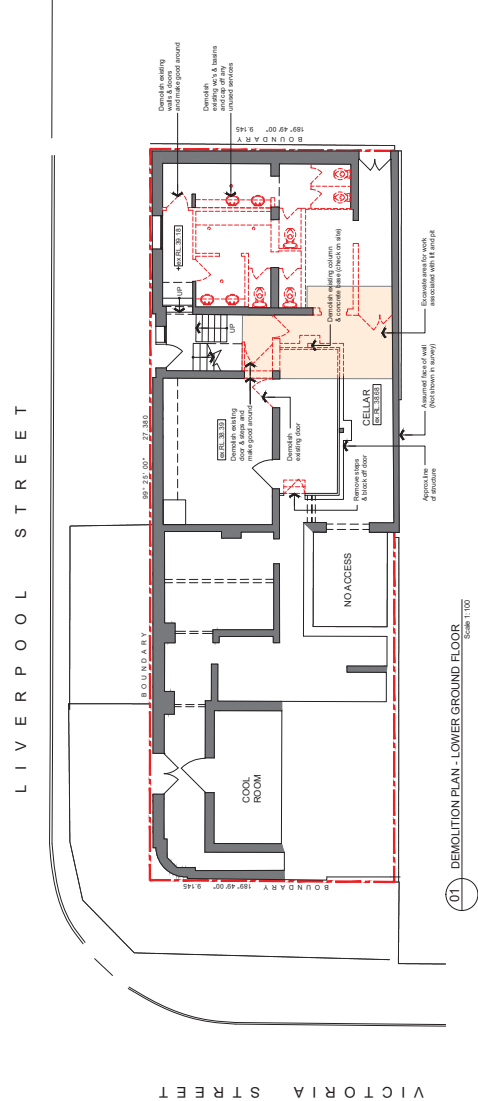 LIVERPOOL STREET
VICTORIA STREET
BOUNDARY
99° 25' 00"
27.380
BOUNDARY
189° 49' 00"
9.145
BOUNDARY
189° 49' 00"
9.145
Demolish existing
walls & doors
and make good around
Demolish
existing wc's & basins
and cap off any
unused services
+ex RL.39.18
UP
UP
ex RL.38.39
Demolish existing
door & steps and
make good around
Demolish
existing door
Demolish existing column
& concrete base (check on site)
CELLAR
ex RL.38.68
Remove steps
& block off door
NO ACCESS
COOL
ROOM
Excavate area for work
associated with lift and pit
Assumed face of wall
(Not shown in survey)
Approx.line
of structure
01
DEMOLITION PLAN - LOWER GROUND FLOOR
Scale 1:100